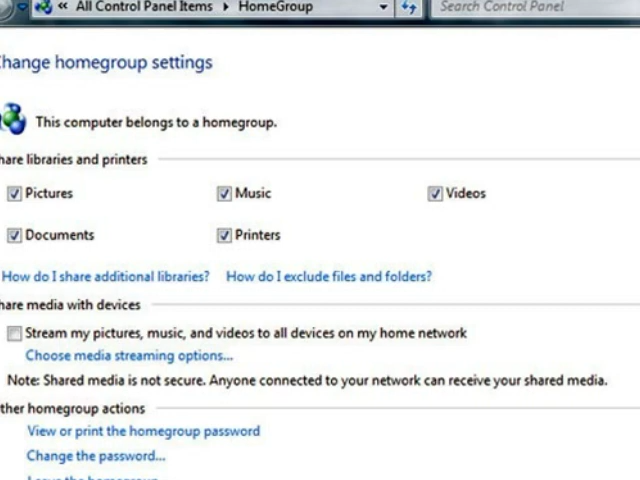 « All Control Panel Items ▸ HomeGroup Search Control Panel
hange homegroup settings
This computer belongs to a homegroup.
hare libraries and printers
Pictures Music Videos
Documents Printers
How do I share additional libraries? How do I exclude files and folders?
hare media with devices
Stream my pictures, music, and videos to all devices on my home network
Choose media streaming options...
Note: Shared media is not secure. Anyone connected to your network can receive your shared media.
ther homegroup actions
View or print the homegroup password
Change the password...
Leave the homegroup